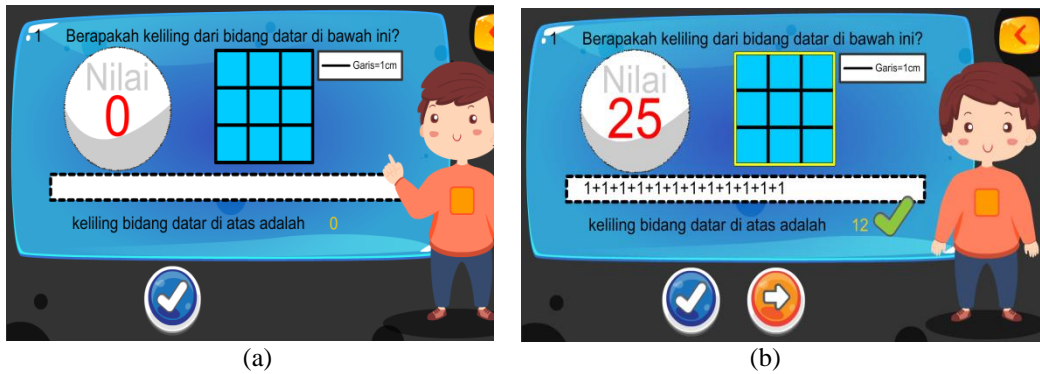 1 Berapakah keliling dari bidang datar di bawah ini?
Nilai
0
Garis=1cm
keliling bidang datar di atas adalah 0
(a)
1 Berapakah keliling dari bidang datar di bawah ini?
Nilai
25
Garis=1cm
1+1+1+1+1+1+1+1+1+1+1+1
keliling bidang datar di atas adalah 12
(b)